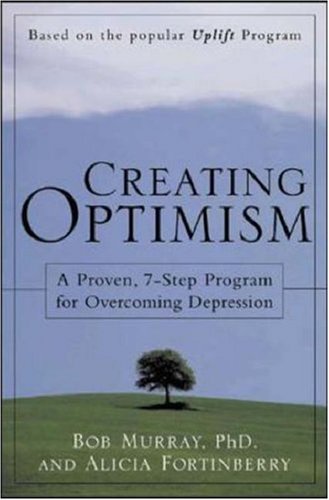 Based on the popular Uplift Program
CREATING
OPTIMISM
A Proven, 7-Step Program
for Overcoming Depression
BOB MURRAY, PHD.
AND ALICIA FORTINBERRY